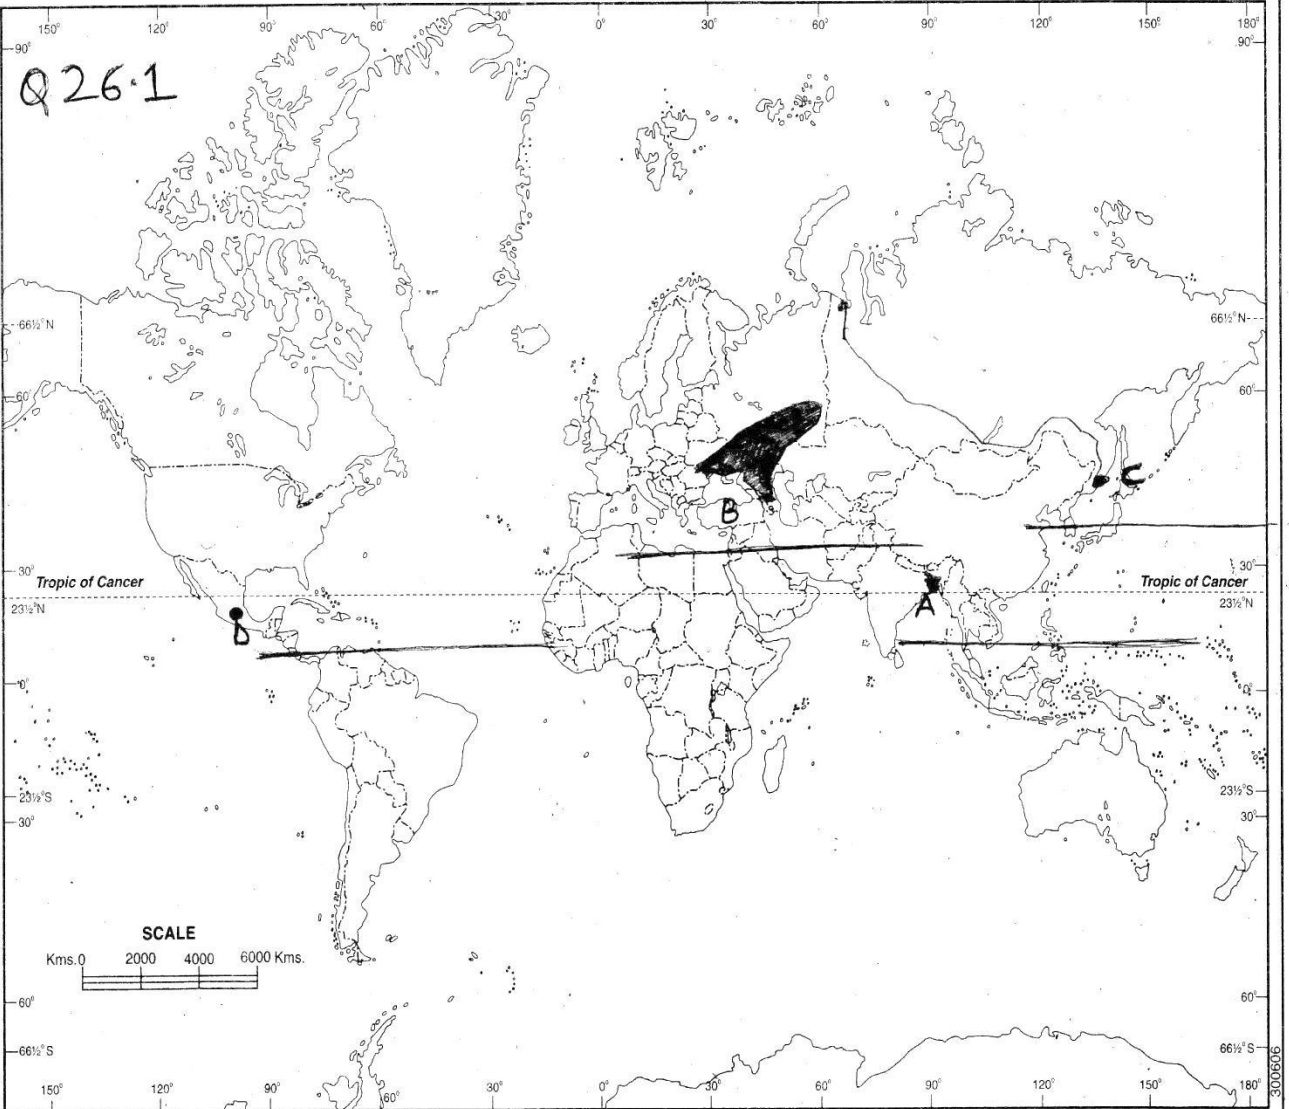 150° 120° 90° 60° 30° 0° 30° 60° 90° 120° 150° 180°
90° 90°
Q 26.1
66½°N 66½°N
60° 60°
C
B
30° 30°
Tropic of Cancer Tropic of Cancer
23½°N 23½°N
A
D
0° 0°
23½°S 23½°S
30° 30°
SCALE
Kms. 0 2000 4000 6000 Kms.
60° 60°
66½°S 66½°S
150° 120° 90° 60° 30° 0° 30° 60° 90° 120° 150° 180°
300606